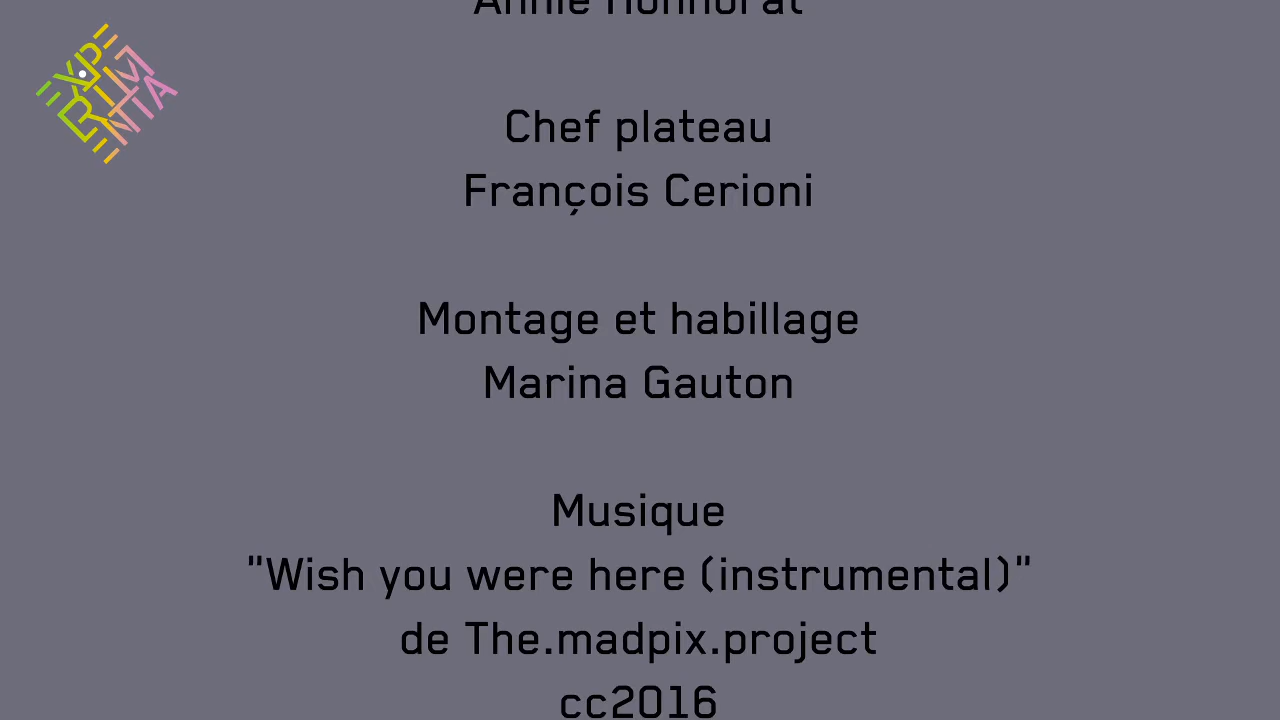 EXPERIMENTA
Annie Honnorat
Chef plateau
François Cerioni
Montage et habillage
Marina Gauton
Musique
"Wish you were here (instrumental)"
de The.madpix.project
cc2016